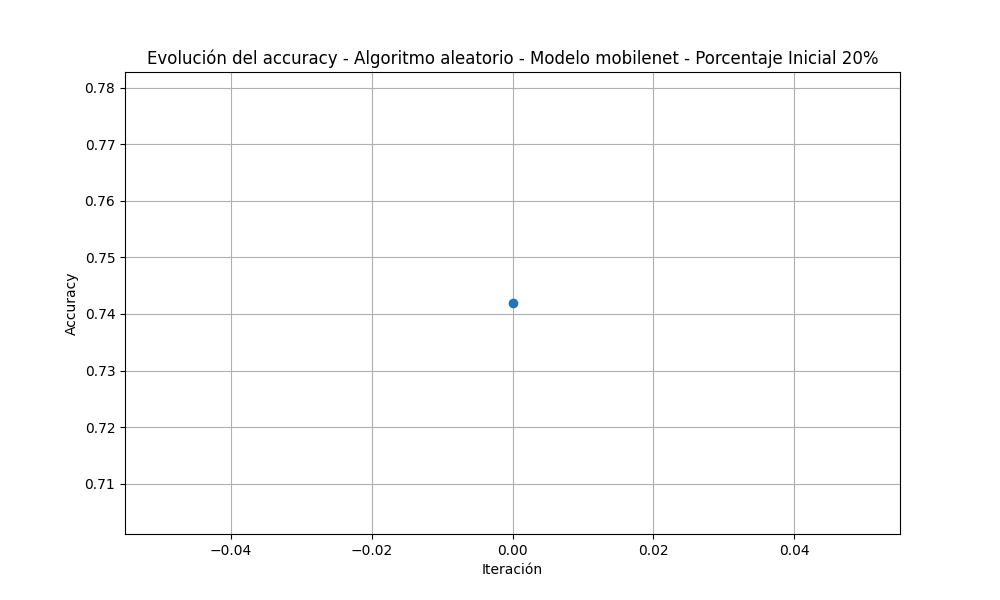 Evolución del accuracy - Algoritmo aleatorio - Modelo mobilenet - Porcentaje Inicial 20%
0.78
0.77
0.76
0.75
0.74
0.73
0.72
0.71
Accuracy
−0.04 −0.02 0.00 0.02 0.04
Iteración